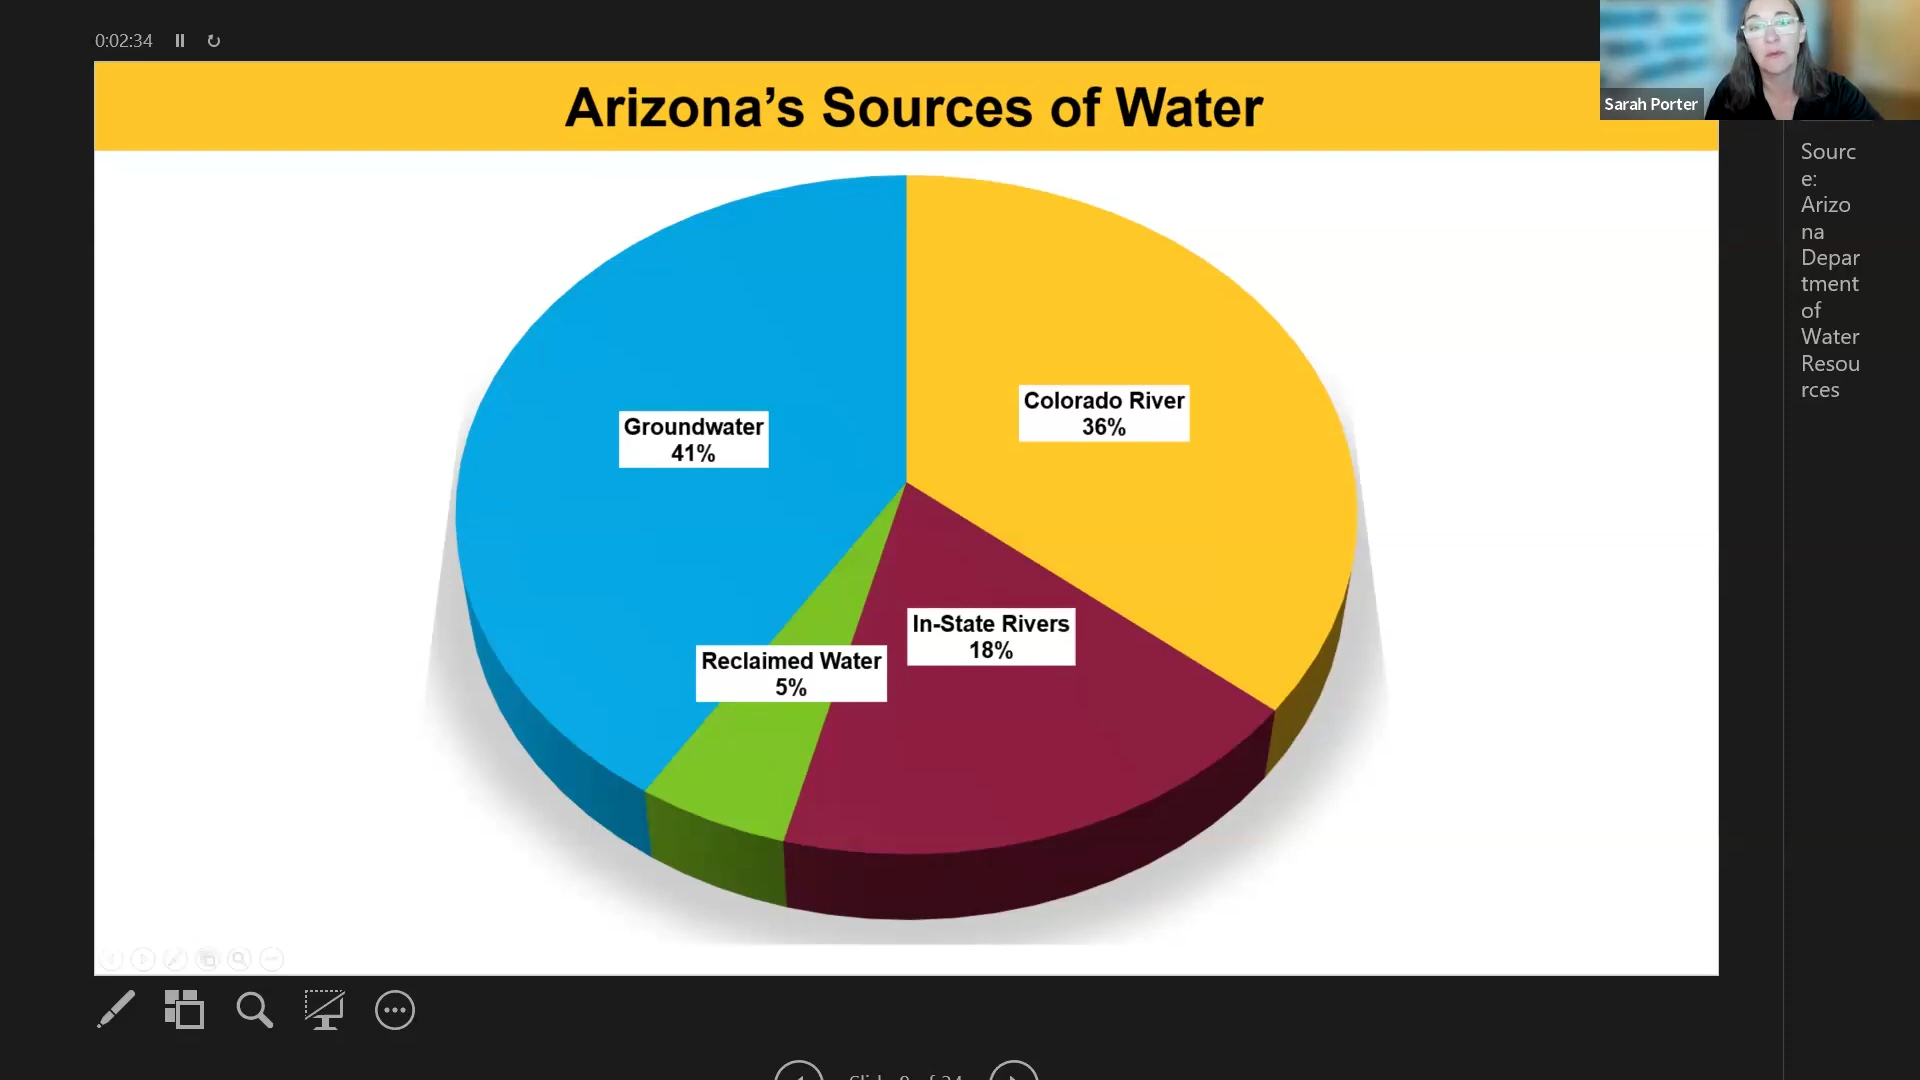 0:02:34
Arizona's Sources of Water
Sarah Porter
Sourc
e:
Arizo
na
Depar
tment
of
Water
Resou
rces
Colorado River
36%
Groundwater
41%
In-State Rivers
18%
Reclaimed Water
5%